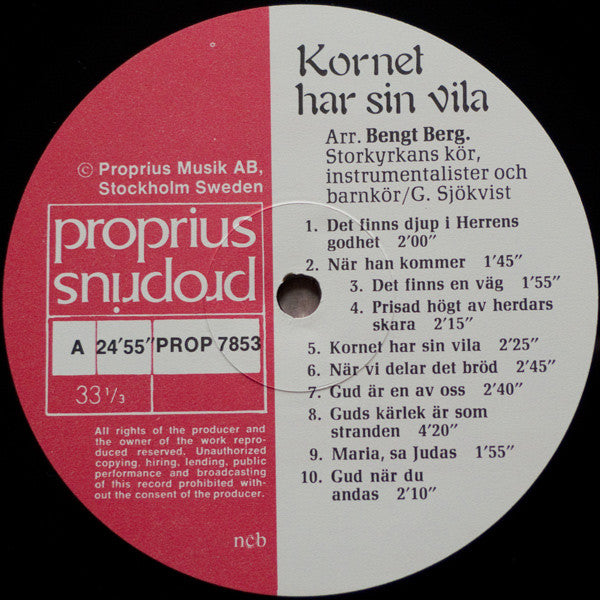 Kornet
har sin vila
Arr. Bengt Berg.
Storkyrkans kör,
instrumentalister och
barnkör/G. Sjökvist
© Proprius Musik AB,
Stockholm Sweden
proprius
proprius
A 24′55″ PROP 7853
33 1/3
1. Det finns djup i Herrens
godhet 2′00″
2. När han kommer 1′45″
3. Det finns en väg 1′55″
4. Prisad högt av herdars
skara 2′15″
5. Kornet har sin vila 2′25″
6. När vi delar det bröd 2′45″
7. Gud är en av oss 2′40″
8. Guds kärlek är som
stranden 4′20″
9. Maria, sa Judas 1′55″
10. Gud när du
andas 2′10″
All rights of the producer and
the owner of the work repro-
duced reserved. Unauthorized
copying, hiring, lending, public
performance and broadcasting
of this record prohibited with-
out the consent of the producer.
ncb